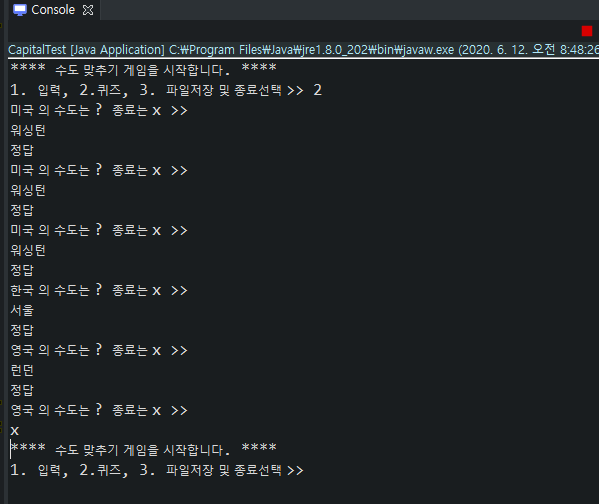 Console
CapitalTest [Java Application] C:₩Program Files₩Java₩jre1.8.0_202₩bin₩javaw.exe (2020. 6. 12. 오전 8:48:26
**** 수도 맞추기 게임을 시작합니다. ****
1. 입력, 2.퀴즈, 3. 파일저장 및 종료선택 >> 2
미국 의 수도는 ? 종료는 x >>
워싱턴
정답
미국 의 수도는 ? 종료는 x >>
워싱턴
정답
미국 의 수도는 ? 종료는 x >>
워싱턴
정답
한국 의 수도는 ? 종료는 x >>
서울
정답
영국 의 수도는 ? 종료는 x >>
런던
정답
영국 의 수도는 ? 종료는 x >>
x
**** 수도 맞추기 게임을 시작합니다. ****
1. 입력, 2.퀴즈, 3. 파일저장 및 종료선택 >>